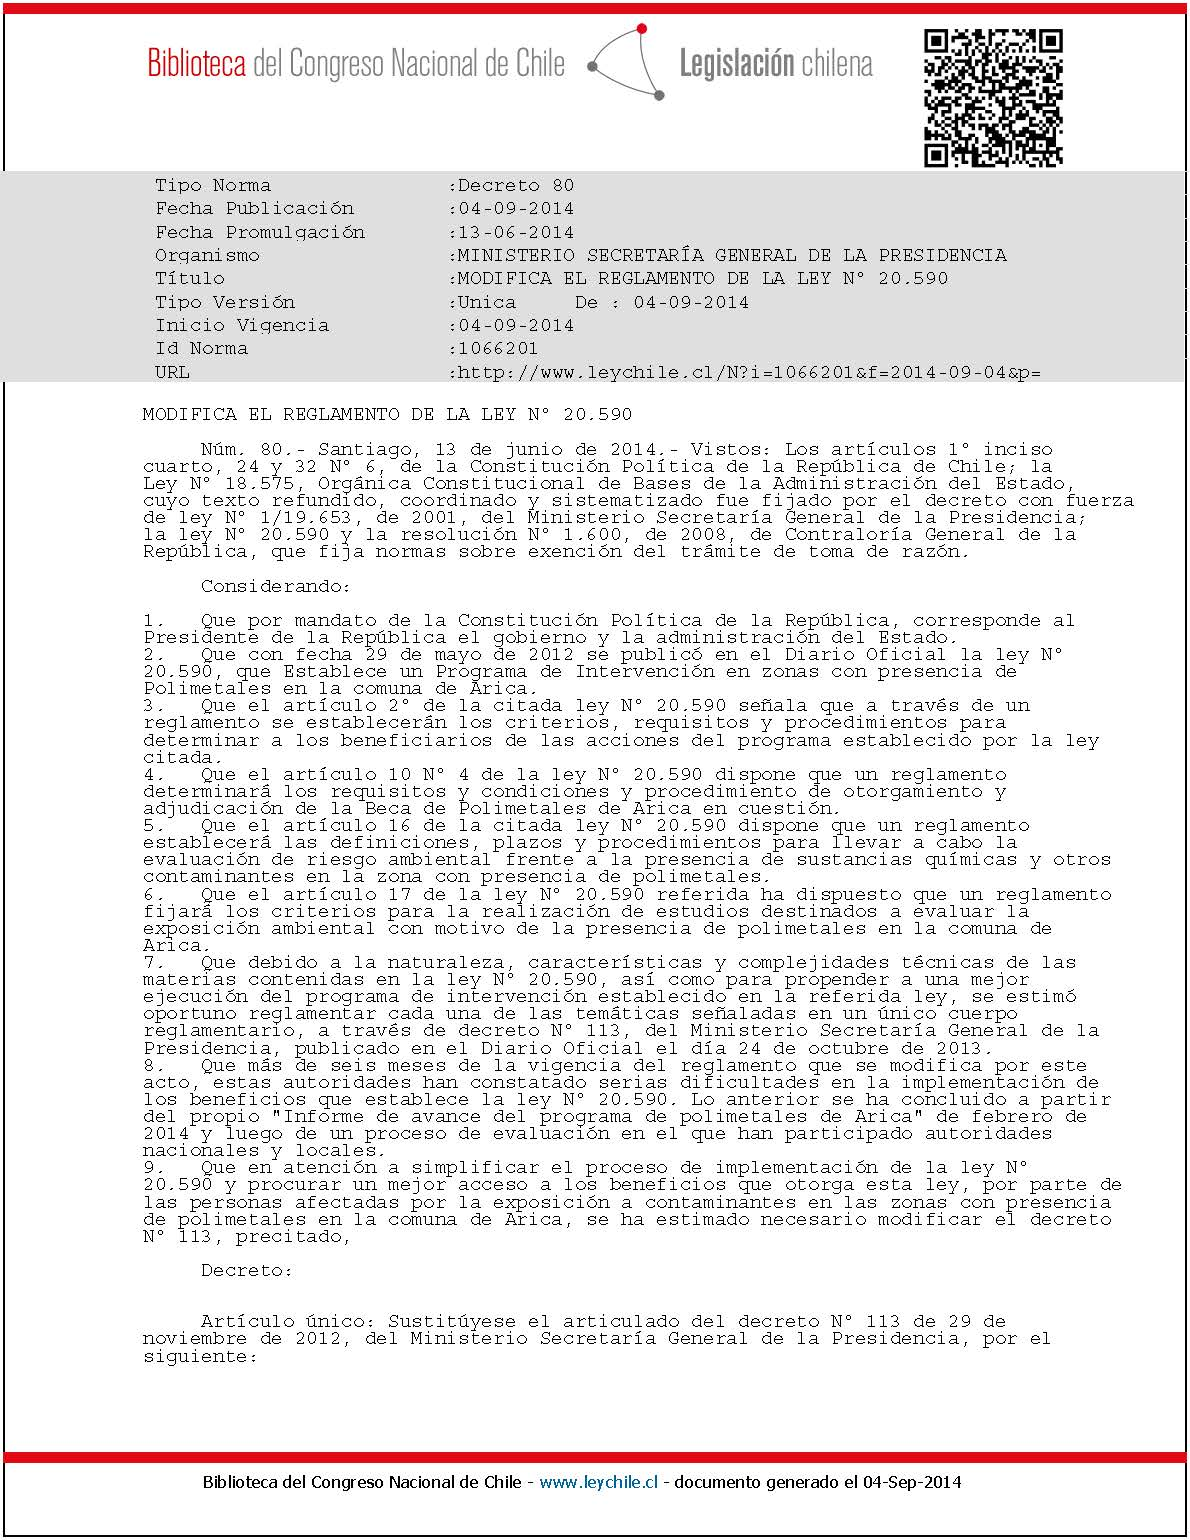 Biblioteca del Congreso Nacional de Chile Legislación chilena
Tipo Norma :Decreto 80
Fecha Publicación :04-09-2014
Fecha Promulgación :13-06-2014
Organismo :MINISTERIO SECRETARÍA GENERAL DE LA PRESIDENCIA
Título :MODIFICA EL REGLAMENTO DE LA LEY Nº 20.590
Tipo Versión :Unica De : 04-09-2014
Inicio Vigencia :04-09-2014
Id Norma :1066201
URL :http://www.leychile.cl/N?i=1066201&f=2014-09-04&p=
MODIFICA EL REGLAMENTO DE LA LEY Nº 20.590
Núm. 80.- Santiago, 13 de junio de 2014.- Vistos: Los artículos 1º inciso
cuarto, 24 y 32 Nº 6, de la Constitución Política de la República de Chile; la
Ley Nº 18.575, Orgánica Constitucional de Bases de la Administración del Estado,
cuyo texto refundido, coordinado y sistematizado fue fijado por el decreto con fuerza
de ley Nº 1/19.653, de 2001, del Ministerio Secretaría General de la Presidencia;
la ley Nº 20.590 y la resolución Nº 1.600, de 2008, de Contraloría General de la
República, que fija normas sobre exención del trámite de toma de razón.
Considerando:
1. Que por mandato de la Constitución Política de la República, corresponde al
Presidente de la República el gobierno y la administración del Estado.
2. Que con fecha 29 de mayo de 2012 se publicó en el Diario Oficial la ley Nº
20.590, que Establece un Programa de Intervención en zonas con presencia de
Polimetales en la comuna de Arica.
3. Que el artículo 2º de la citada ley Nº 20.590 señala que a través de un
reglamento se establecerán los criterios, requisitos y procedimientos para
determinar a los beneficiarios de las acciones del programa establecido por la ley
citada.
4. Que el artículo 10 Nº 4 de la ley Nº 20.590 dispone que un reglamento
determinará los requisitos y condiciones y procedimiento de otorgamiento y
adjudicación de la Beca de Polimetales de Arica en cuestión.
5. Que el artículo 16 de la citada ley Nº 20.590 dispone que un reglamento
establecerá las definiciones, plazos y procedimientos para llevar a cabo la
evaluación de riesgo ambiental frente a la presencia de sustancias químicas y otros
contaminantes en la zona con presencia de polimetales.
6. Que el artículo 17 de la ley Nº 20.590 referida ha dispuesto que un reglamento
fijará los criterios para la realización de estudios destinados a evaluar la
exposición ambiental con motivo de la presencia de polimetales en la comuna de
Arica.
7. Que debido a la naturaleza, características y complejidades técnicas de las
materias contenidas en la ley Nº 20.590, así como para propender a una mejor
ejecución del programa de intervención establecido en la referida ley, se estimó
oportuno reglamentar cada una de las temáticas señaladas en un único cuerpo
reglamentario, a través de decreto Nº 113, del Ministerio Secretaría General de la
Presidencia, publicado en el Diario Oficial el día 24 de octubre de 2013.
8. Que más de seis meses de la vigencia del reglamento que se modifica por este
acto, estas autoridades han constatado serias dificultades en la implementación de
los beneficios que establece la ley Nº 20.590. Lo anterior se ha concluido a partir
del propio "Informe de avance del programa de polimetales de Arica" de febrero de
2014 y luego de un proceso de evaluación en el que han participado autoridades
nacionales y locales.
9. Que en atención a simplificar el proceso de implementación de la ley Nº
20.590 y procurar un mejor acceso a los beneficios que otorga esta ley, por parte de
las personas afectadas por la exposición a contaminantes en las zonas con presencia
de polimetales en la comuna de Arica, se ha estimado necesario modificar el decreto
Nº 113, precitado,
Decreto:
Artículo único: Sustitúyese el articulado del decreto Nº 113 de 29 de
noviembre de 2012, del Ministerio Secretaría General de la Presidencia, por el
siguiente:
Biblioteca del Congreso Nacional de Chile - www.leychile.cl - documento generado el 04-Sep-2014